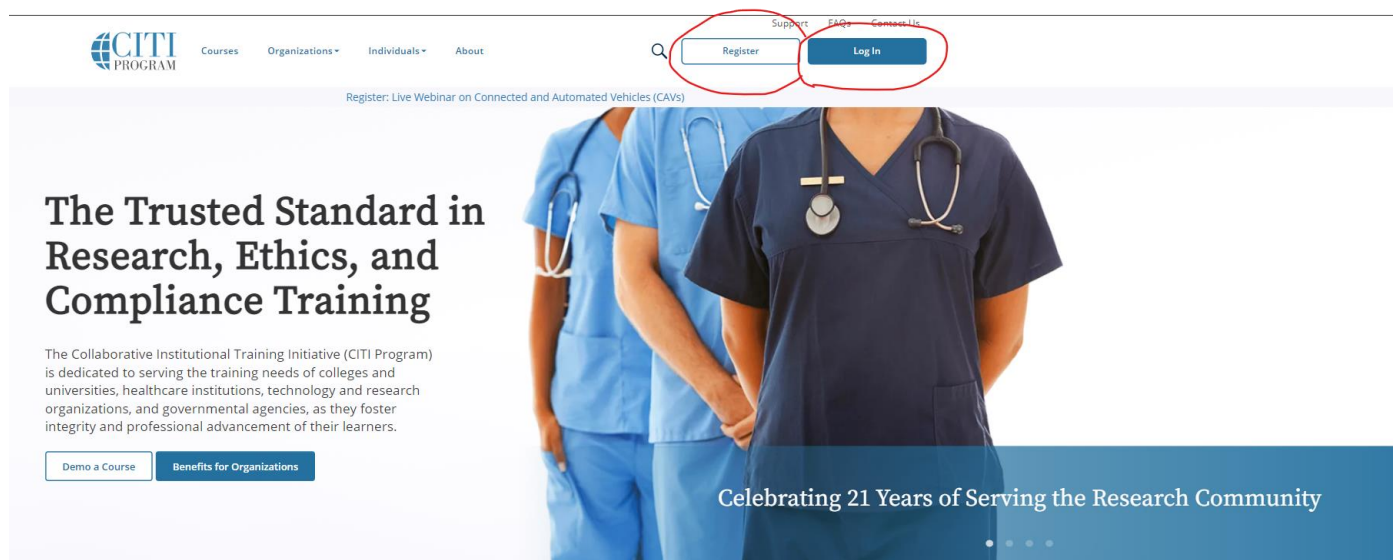 Support FAQs Contact Us
CITI PROGRAM
Courses Organizations Individuals About
Register Log In
Register: Live Webinar on Connected and Automated Vehicles (CAVs)
The Trusted Standard in
Research, Ethics, and
Compliance Training
The Collaborative Institutional Training Initiative (CITI Program)
is dedicated to serving the training needs of colleges and
universities, healthcare institutions, technology and research
organizations, and governmental agencies, as they foster
integrity and professional advancement of their learners.
Demo a Course Benefits for Organizations
Celebrating 21 Years of Serving the Research Community